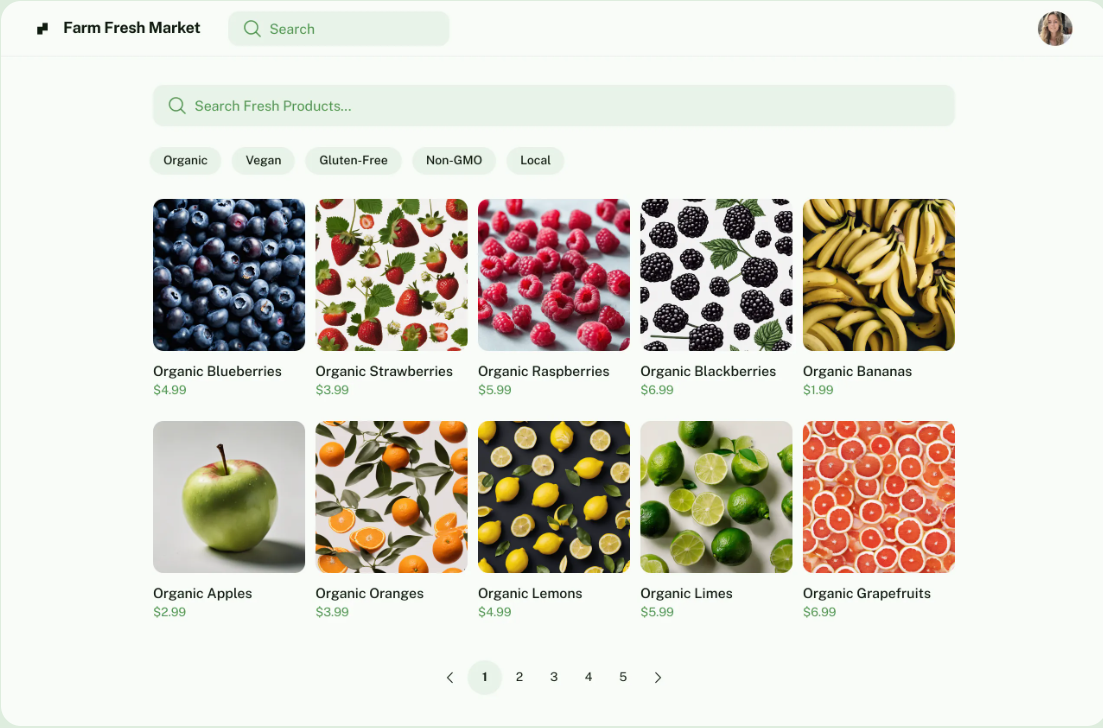 Farm Fresh Market
Search
Search Fresh Products...
Organic
Vegan
Gluten-Free
Non-GMO
Local
Organic Blueberries
$4.99
Organic Strawberries
$3.99
Organic Raspberries
$5.99
Organic Blackberries
$6.99
Organic Bananas
$1.99
Organic Apples
$2.99
Organic Oranges
$3.99
Organic Lemons
$4.99
Organic Limes
$5.99
Organic Grapefruits
$6.99
1 2 3 4 5